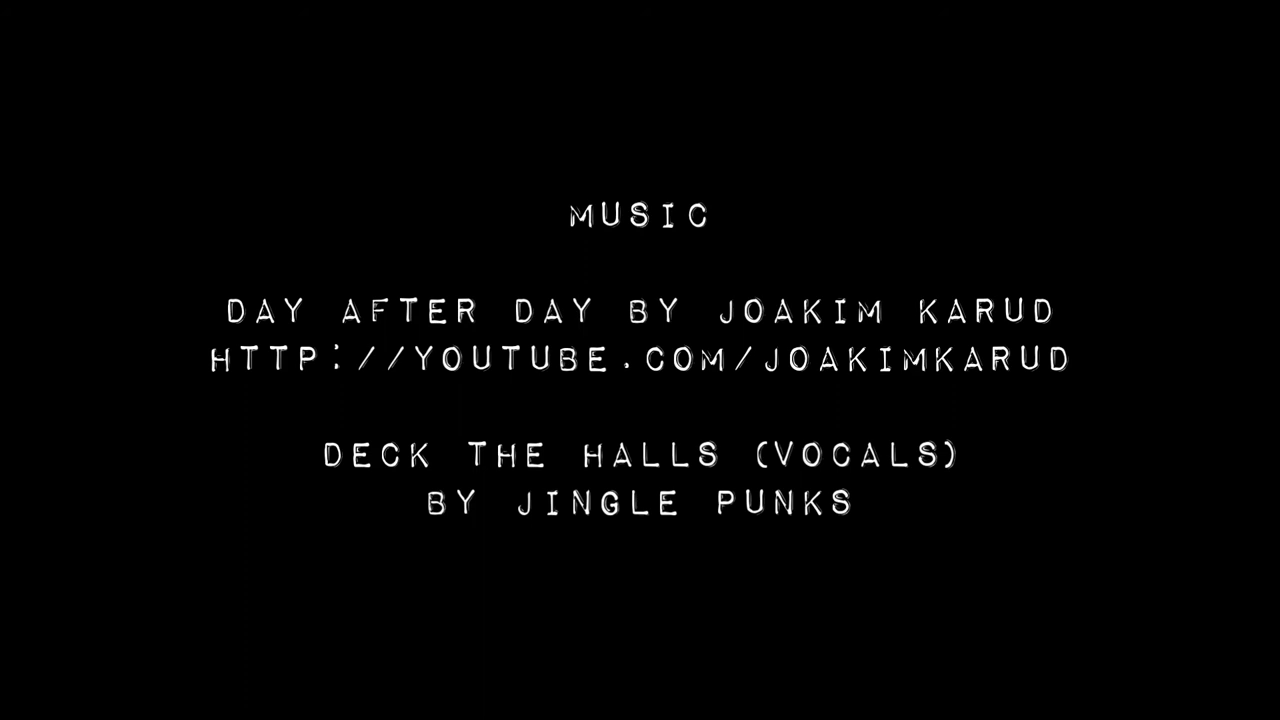 MUSIC
DAY AFTER DAY BY JOAKIM KARUD
HTTP://YOUTUBE.COM/JOAKIMKARUD
DECK THE HALLS (VOCALS)
BY JINGLE PUNKS